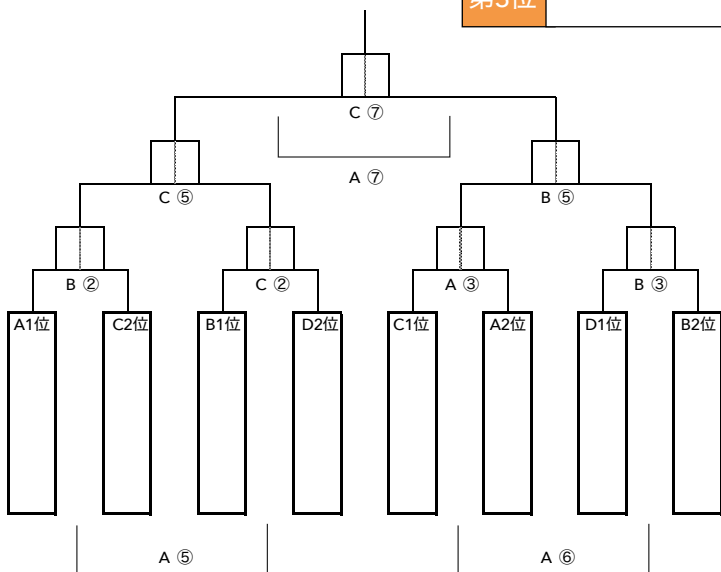 第3位
C ⑦
A ⑦
C ⑤
B ⑤
B ②
C ②
A ③
B ③
A1位
C2位
B1位
D2位
C1位
A2位
D1位
B2位
A ⑤
A ⑥